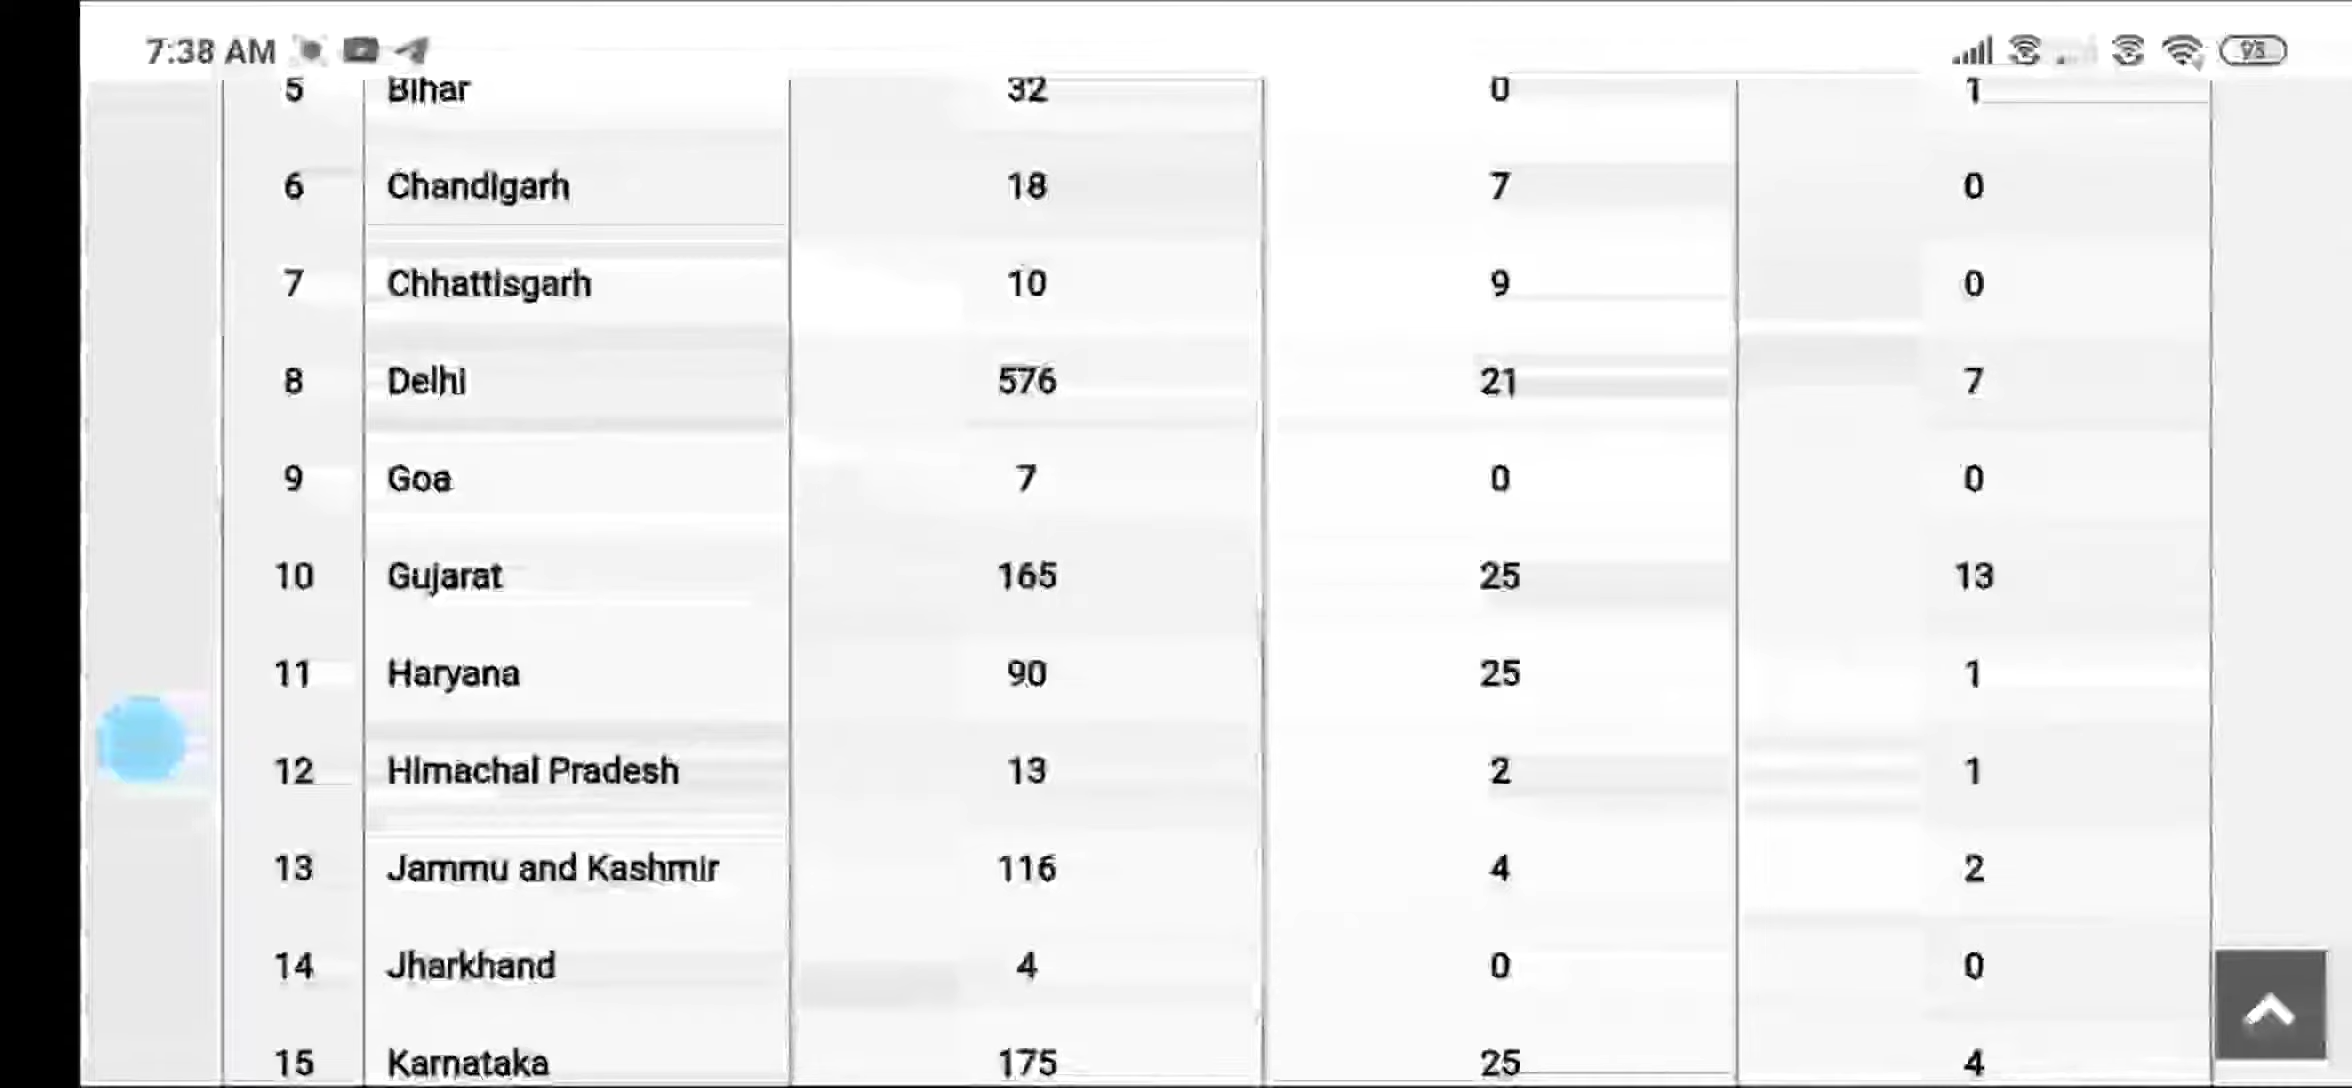 7:38 AM 93
5 Bihar 32 0 1
6 Chandigarh 18 7 0
7 Chhattisgarh 10 9 0
8 Delhi 576 21 7
9 Goa 7 0 0
10 Gujarat 165 25 13
11 Haryana 90 25 1
12 Himachal Pradesh 13 2 1
13 Jammu and Kashmir 116 4 2
14 Jharkhand 4 0 0
15 Karnataka 175 25 4